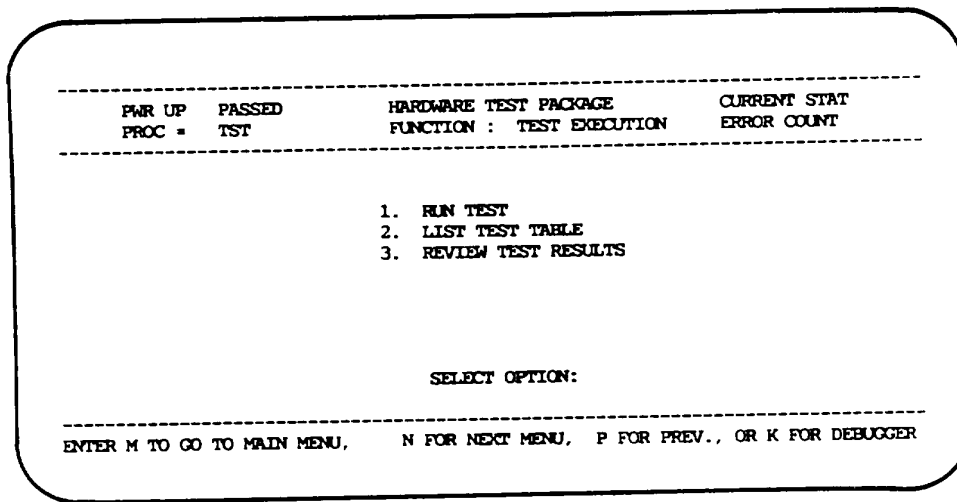 PWR UP PASSED HARDWARE TEST PACKAGE CURRENT STAT
PROC = TST FUNCTION : TEST EXECUTION ERROR COUNT
1. RUN TEST
2. LIST TEST TABLE
3. REVIEW TEST RESULTS
SELECT OPTION:
ENTER M TO GO TO MAIN MENU, N FOR NEXT MENU, P FOR PREV., OR K FOR DEBUGGER